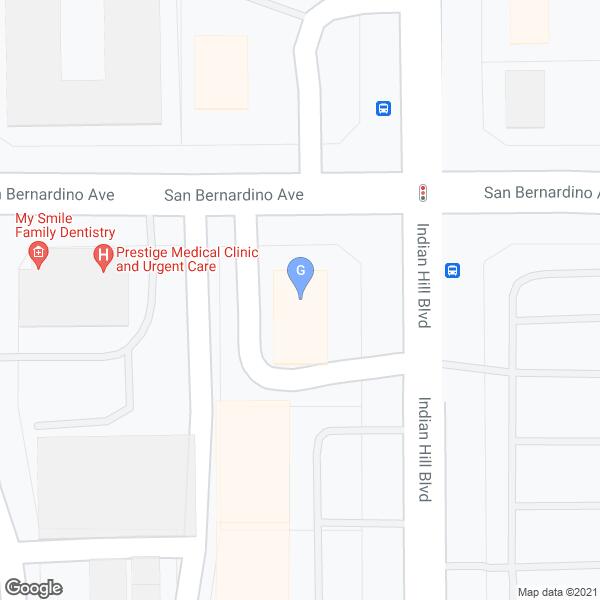 San Bernardino Ave
Bernardino Ave
San Bernardino
My Smile
Family Dentistry
H
Prestige Medical Clinic
and Urgent Care
G
Indian Hill Blvd
Indian Hill Blvd
Google
Map data ©2021